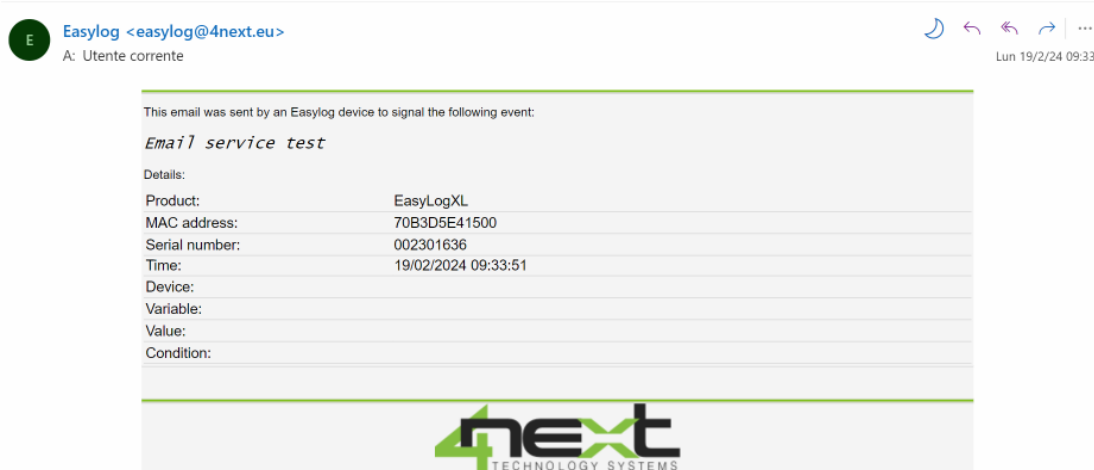 E
Easylog <easylog@4next.eu>
A: Utente corrente
Lun 19/2/24 09:33
This email was sent by an Easylog device to signal the following event:
Email service test
Details:
Product: EasyLogXL
MAC address: 70B3D5E41500
Serial number: 002301636
Time: 19/02/2024 09:33:51
Device:
Variable:
Value:
Condition:
4next
TECHNOLOGY SYSTEMS